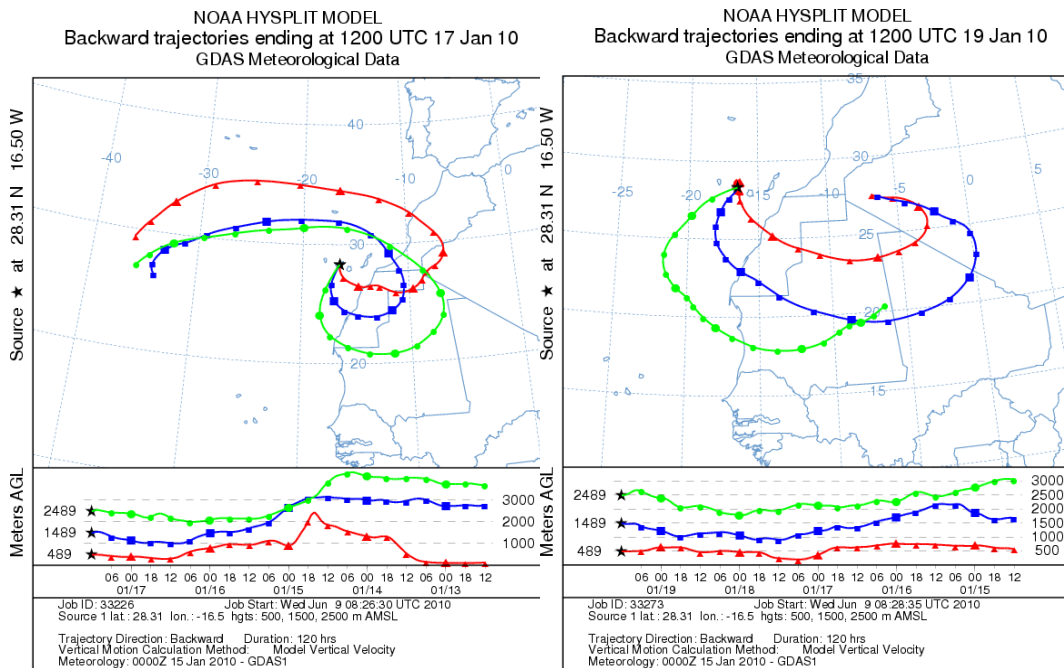 NOAA HYSPLIT MODEL
Backward trajectories ending at 1200 UTC 17 Jan 10
GDAS Meteorological Data
Source ★ at 28.31 N 16.50 W
-40
-30
-20
-10
0
40
30
20
Meters AGL
2489
1489
489
3000
2000
1000
06 00 18 12 06 00 18 12 06 00 18 12 06 00 18 12 06 00 18 12
01/17 01/16 01/15 01/14 01/13
Job ID: 33226 Job Start: Wed Jun 9 08:26:30 UTC 2010
Source 1 lat.: 28.31 lon.: -16.5 hgts: 500, 1500, 2500 m AMSL
Trajectory Direction: Backward Duration: 120 hrs
Vertical Motion Calculation Method: Model Vertical Velocity
Meteorology: 0000Z 15 Jan 2010 - GDAS1
NOAA HYSPLIT MODEL
Backward trajectories ending at 1200 UTC 19 Jan 10
GDAS Meteorological Data
Source ★ at 28.31 N 16.50 W
35
30
-25
-20
-15
-10
-5
0
5
25
20
15
Meters AGL
2489
1489
489
3000
2500
2000
1500
1000
500
06 00 18 12 06 00 18 12 06 00 18 12 06 00 18 12 06 00 18 12
01/19 01/18 01/17 01/16 01/15
Job ID: 33273 Job Start: Wed Jun 9 08:28:35 UTC 2010
Source 1 lat.: 28.31 lon.: -16.5 hgts: 500, 1500, 2500 m AMSL
Trajectory Direction: Backward Duration: 120 hrs
Vertical Motion Calculation Method: Model Vertical Velocity
Meteorology: 0000Z 15 Jan 2010 - GDAS1